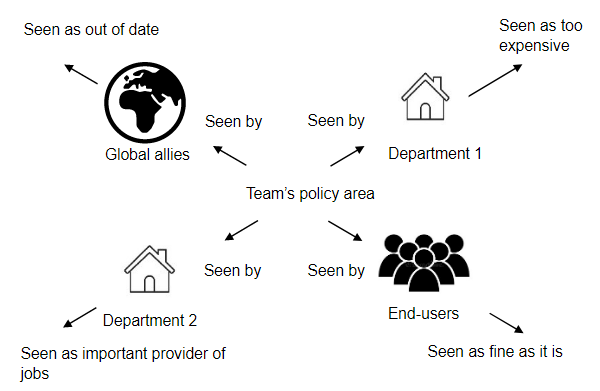 Seen as out of date
Seen as too
expensive
Seen by
Seen by
Global allies
Department 1
Team's policy area
Seen by
Seen by
Department 2
End-users
Seen as important provider of
jobs
Seen as fine as it is